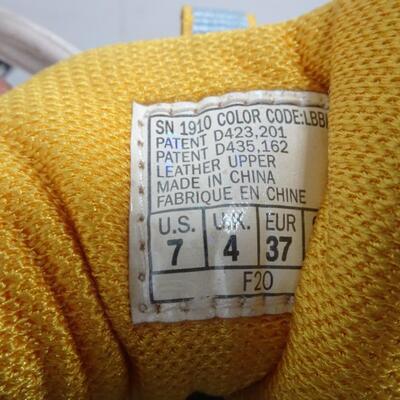 SN 1910 COLOR CODE:LBB
PATENT D423,201
PATENT D435,162
LEATHER UPPER
MADE IN CHINA
FABRIQUE EN CHINE
U.S. U.K. EUR
7 4 37
F20